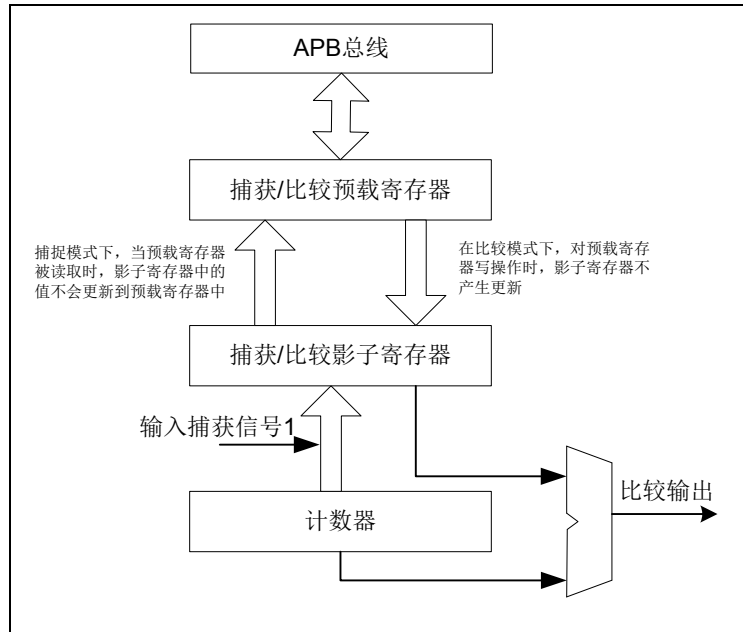 APB总线
捕获/比较预载寄存器
捕捉模式下，当预载寄存器
被读取时，影子寄存器中的
值不会更新到预载寄存器中
在比较模式下，对预载寄存
器写操作时，影子寄存器不
产生更新
捕获/比较影子寄存器
输入捕获信号1
计数器
比较输出